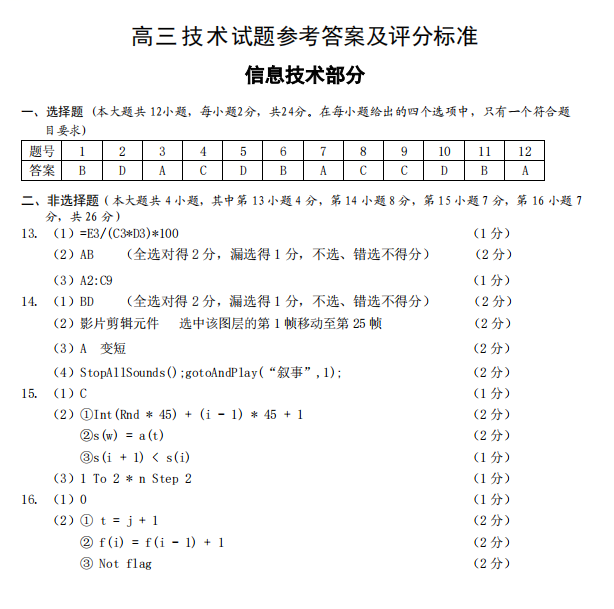 高三技术试题参考答案及评分标准
信息技术部分
一、选择题 (本大题共 12小题，每小题2分，共24分。在每小题给出的四个选项中，只有一个符合题
目要求)
题号 1 2 3 4 5 6 7 8 9 10 11 12
答案 B D A C D B A C C D B A
二、非选择题 ( 本大题共 4 小题，其中第 13 小题 4 分，第 14 小题 8 分，第 15 小题 7 分，第 16 小题 7
分，共 26 分 )
13. （1）=E3/(C3*D3)*100 （1 分）
（2）AB （全选对得 2 分，漏选得 1 分，不选、错选不得分） （2 分）
（3）A2:C9 （1 分）
14. （1）BD （全选对得 2 分，漏选得 1 分，不选、错选不得分） （2 分）
（2）影片剪辑元件 选中该图层的第 1 帧移动至第 25 帧 （2 分）
（3）A 变短 （2 分）
（4）StopAllSounds();gotoAndPlay(“叙事”,1); （2 分）
15. （1）C （1 分）
（2）①Int(Rnd * 45) + (i - 1) * 45 + 1 （2 分）
②s(w) = a(t) （2 分）
③s(i + 1) < s(i) （1 分）
（3）1 To 2 * n Step 2 （1 分）
16. （1）0 （1 分）
（2）① t = j + 1 （2 分）
② f(i) = f(i - 1) + 1 （2 分）
③ Not flag （2 分）